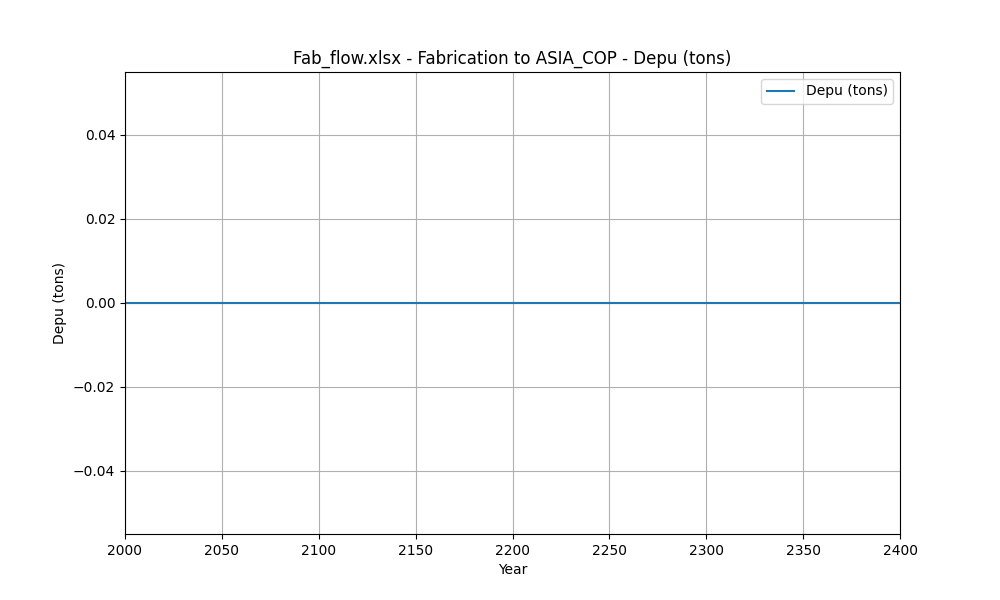 Fab_flow.xlsx - Fabrication to ASIA_COP - Depu (tons)
Depu (tons)
0.04
0.02
0.00
−0.02
−0.04
Depu (tons)
2000 2050 2100 2150 2200 2250 2300 2350 2400
Year